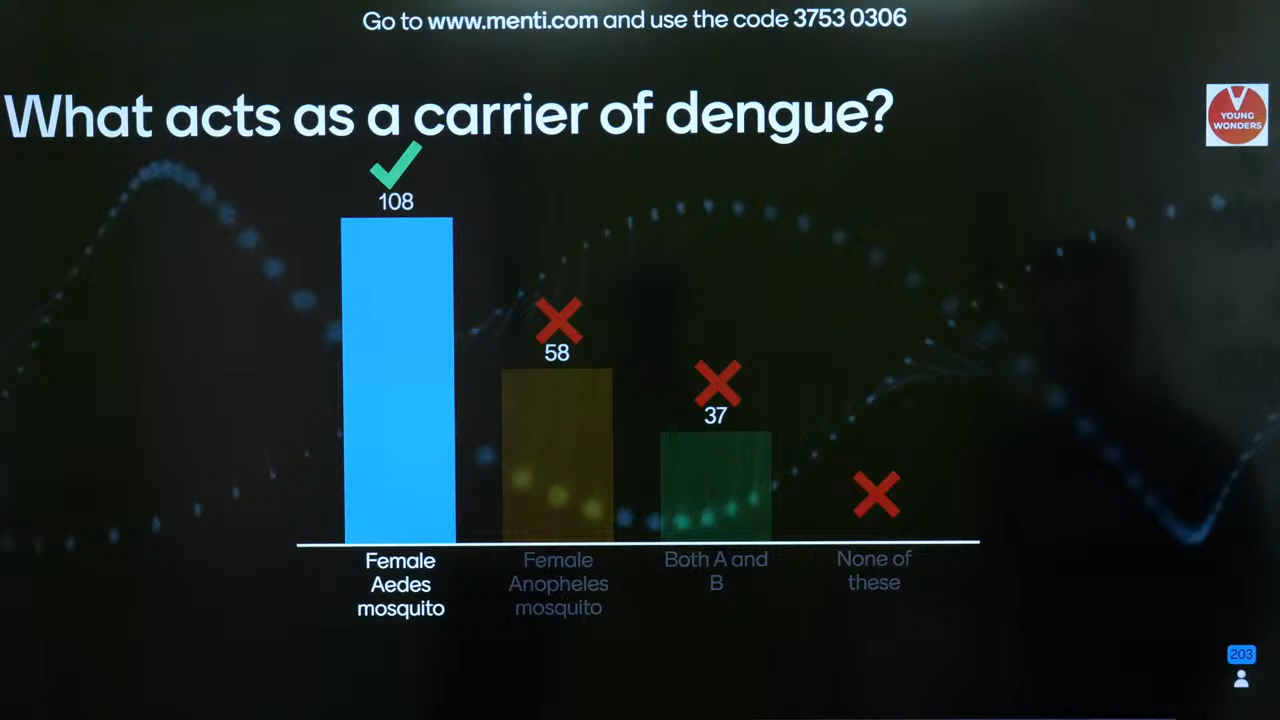 Go to www.menti.com and use the code 3753 0306
What acts as a carrier of dengue?
YOUNG
WONDERS
108
58
37
Female
Aedes
mosquito
Female
Anopheles
mosquito
Both A and
B
None of
these
203